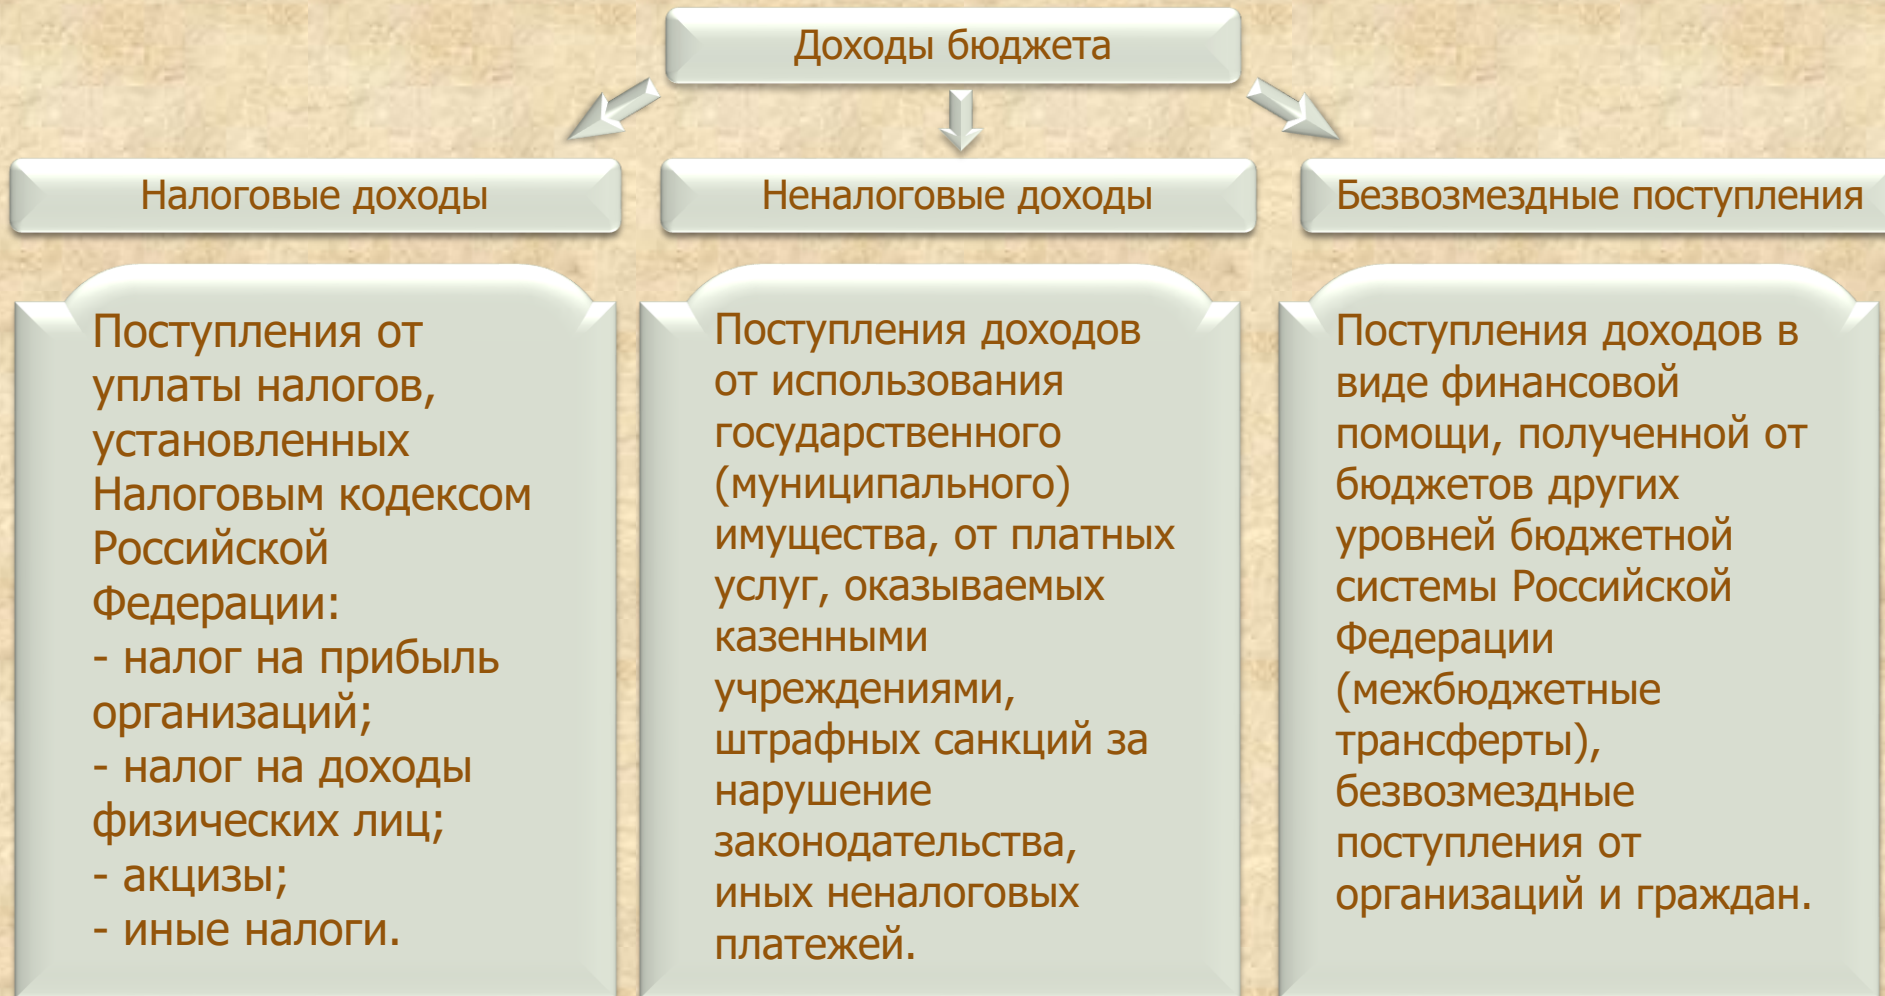 Доходы бюджета
Налоговые доходы
Неналоговые доходы
Безвозмездные поступления
Поступления от
уплаты налогов,
установленных
Налоговым кодексом
Российской
Федерации:
- налог на прибыль
организаций;
- налог на доходы
физических лиц;
- акцизы;
- иные налоги.
Поступления доходов
от использования
государственного
(муниципального)
имущества, от платных
услуг, оказываемых
казенными
учреждениями,
штрафных санкций за
нарушение
законодательства,
иных неналоговых
платежей.
Поступления доходов в
виде финансовой
помощи, полученной от
бюджетов других
уровней бюджетной
системы Российской
Федерации
(межбюджетные
трансферты),
безвозмездные
поступления от
организаций и граждан.